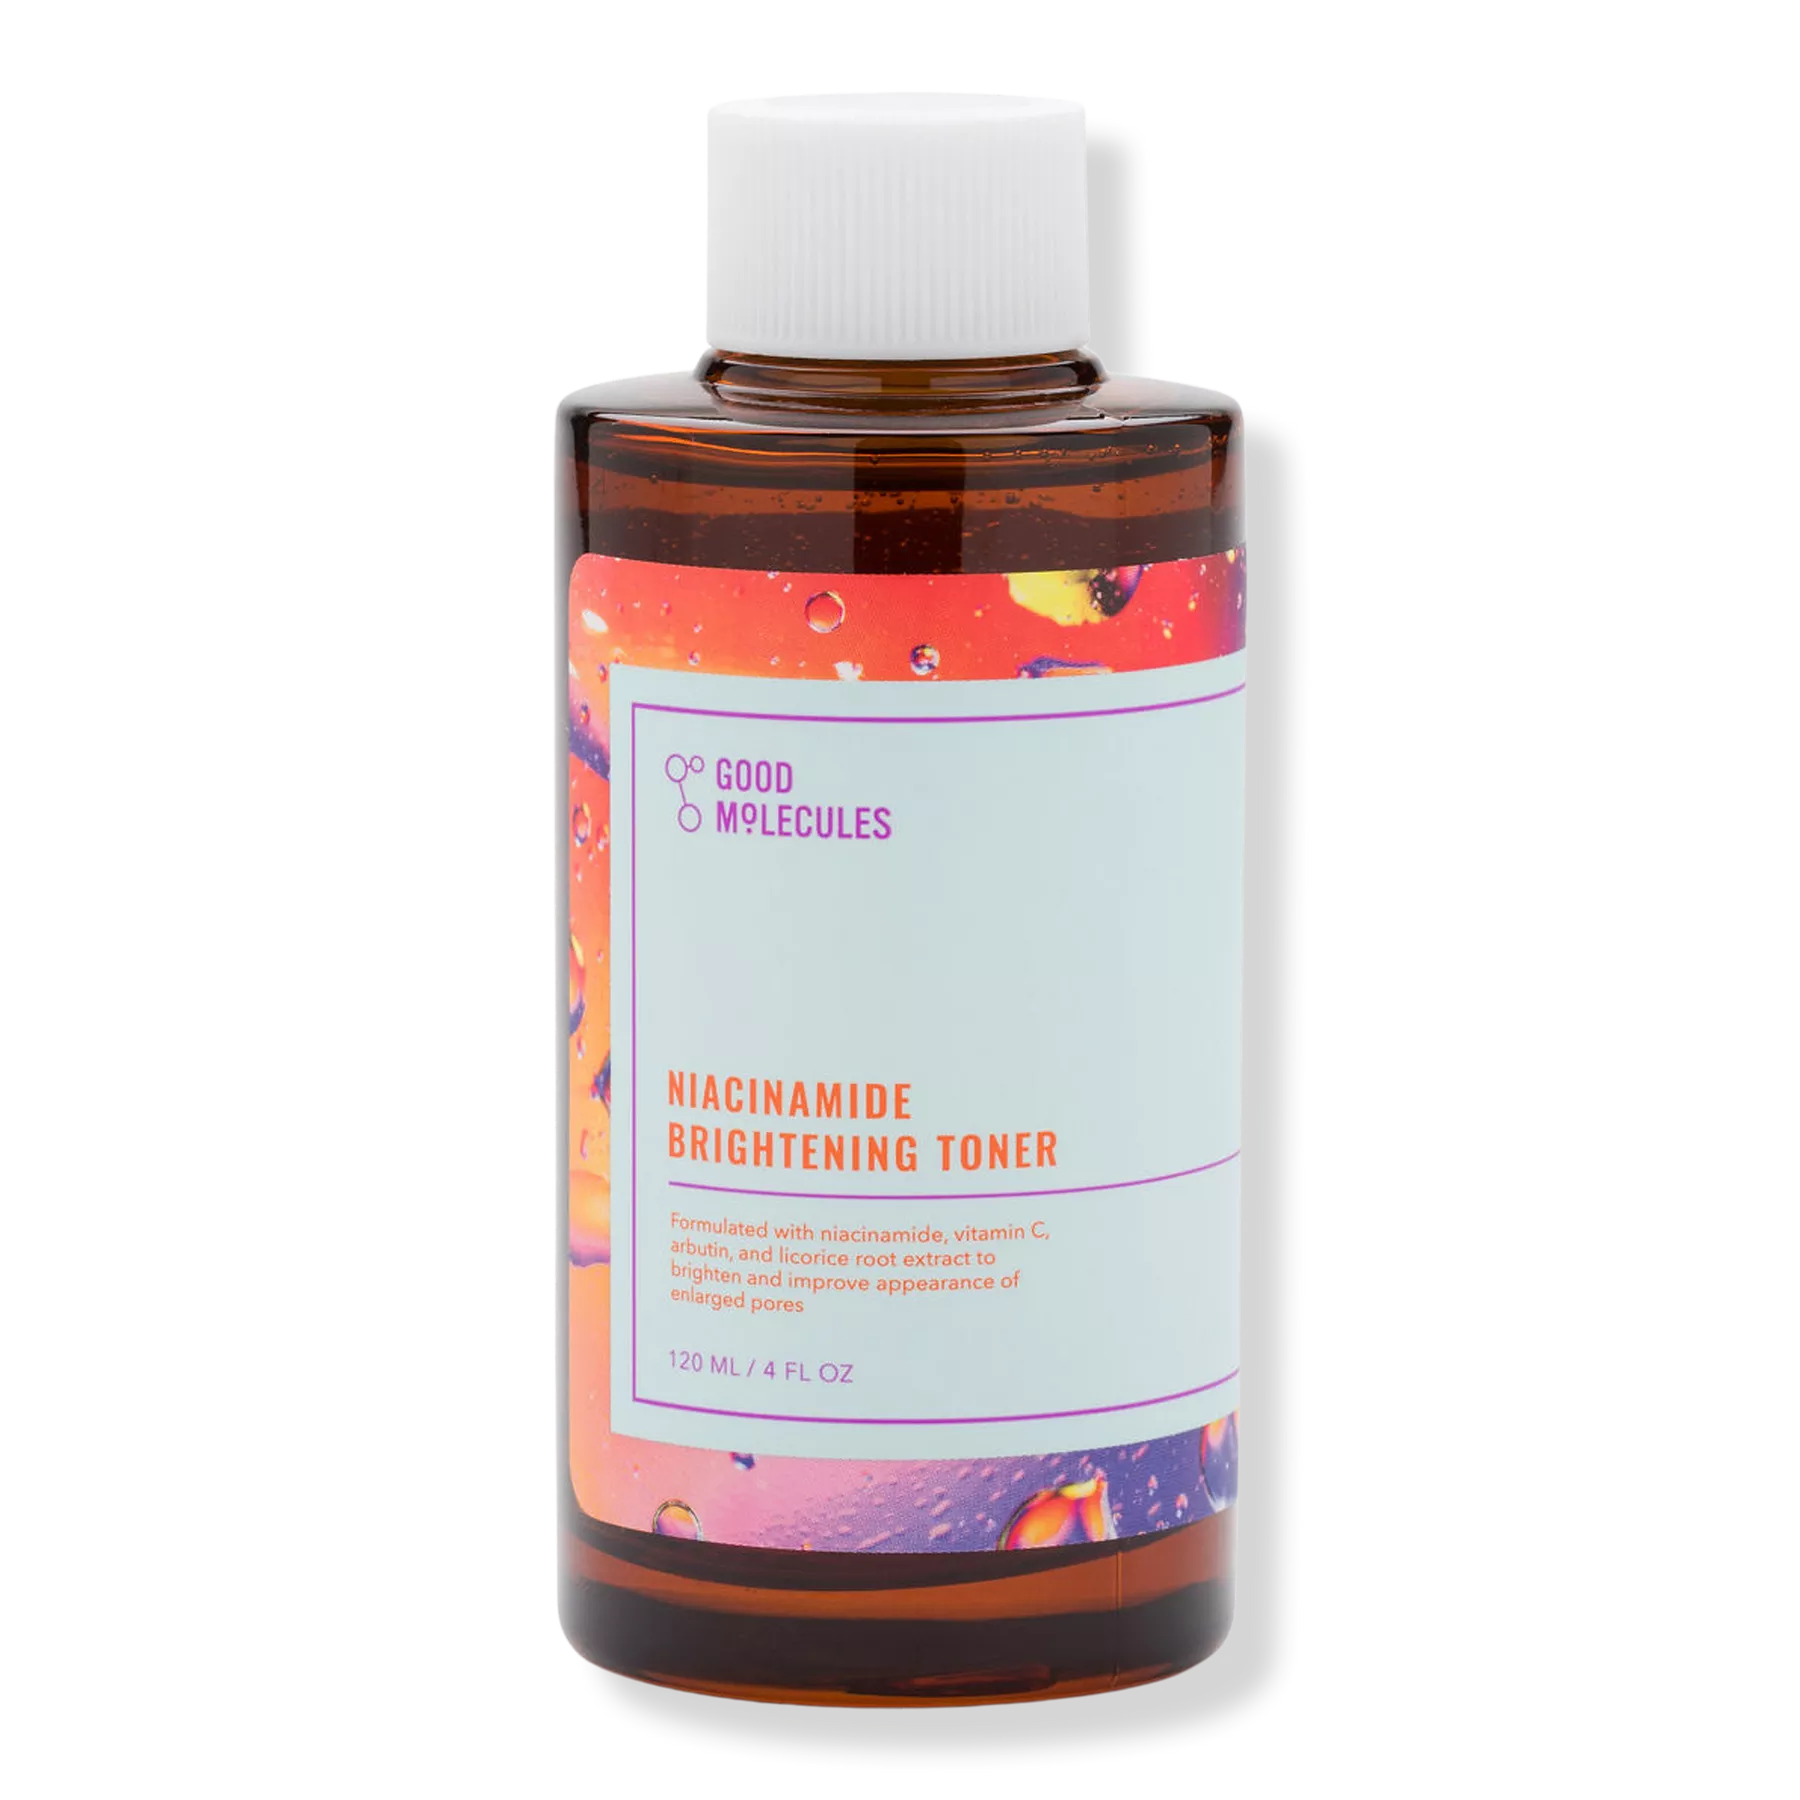 GOOD
MOLECULES
NIACINAMIDE
BRIGHTENING TONER
Formulated with niacinamide, vitamin C,
arbutin, and licorice root extract to
brighten and improve appearance of
enlarged pores
120 ML / 4 FL OZ